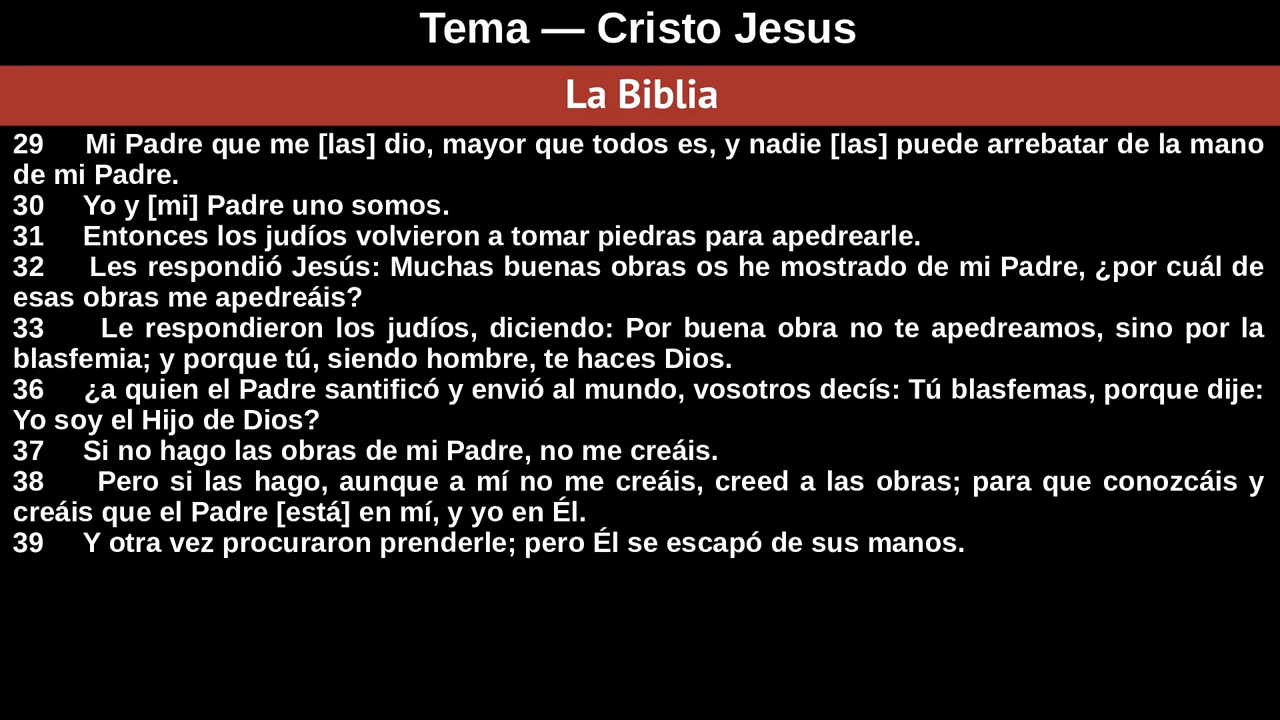 Tema — Cristo Jesus
La Biblia
29 Mi Padre que me [las] dio, mayor que todos es, y nadie [las] puede arrebatar de la mano
de mi Padre.
30 Yo y [mi] Padre uno somos.
31 Entonces los judíos volvieron a tomar piedras para apedrearle.
32 Les respondió Jesús: Muchas buenas obras os he mostrado de mi Padre, ¿por cuál de
esas obras me apedreáis?
33 Le respondieron los judíos, diciendo: Por buena obra no te apedreamos, sino por la
blasfemia; y porque tú, siendo hombre, te haces Dios.
36 ¿a quien el Padre santificó y envió al mundo, vosotros decís: Tú blasfemas, porque dije:
Yo soy el Hijo de Dios?
37 Si no hago las obras de mi Padre, no me creáis.
38 Pero si las hago, aunque a mí no me creáis, creed a las obras; para que conozcáis y
creáis que el Padre [está] en mí, y yo en Él.
39 Y otra vez procuraron prenderle; pero Él se escapó de sus manos.